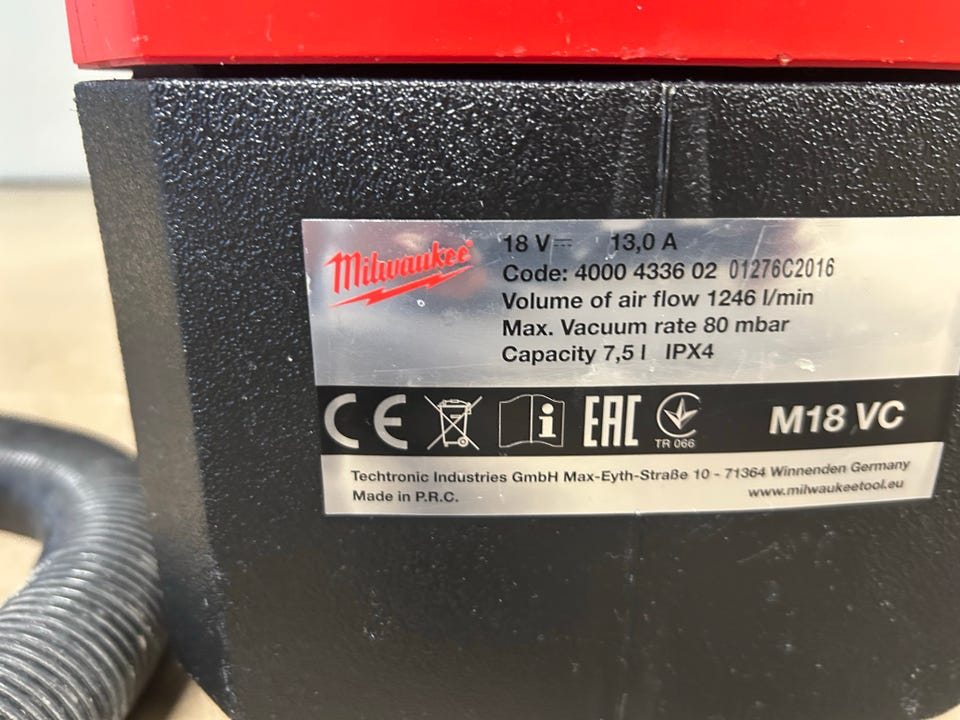 Milwaukee®
18 V⎓ 13,0 A
Code: 4000 4336 02 01276C2016
Volume of air flow 1246 l/min
Max. Vacuum rate 80 mbar
Capacity 7,5 l IPX4
CE i EAC TR 066 M18 VC
Techtronic Industries GmbH Max-Eyth-Straße 10 - 71364 Winnenden Germany
Made in P.R.C. www.milwaukeetool.eu